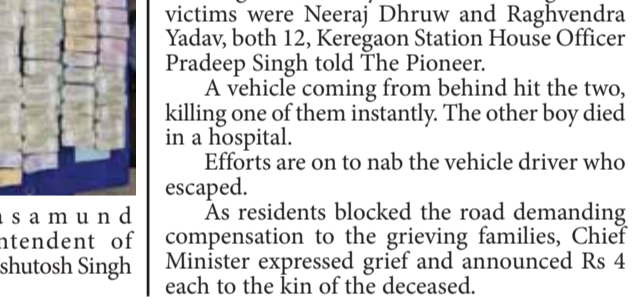 victims were Neeraj Dhruw and Raghvendra
Yadav, both 12, Keregaon Station House Officer
Pradeep Singh told The Pioneer.
A vehicle coming from behind hit the two,
killing one of them instantly. The other boy died
in a hospital.
Efforts are on to nab the vehicle driver who
escaped.
As residents blocked the road demanding
compensation to the grieving families, Chief
Minister expressed grief and announced Rs 4
each to the kin of the deceased.
asamund
ntendent of
shutosh Singh